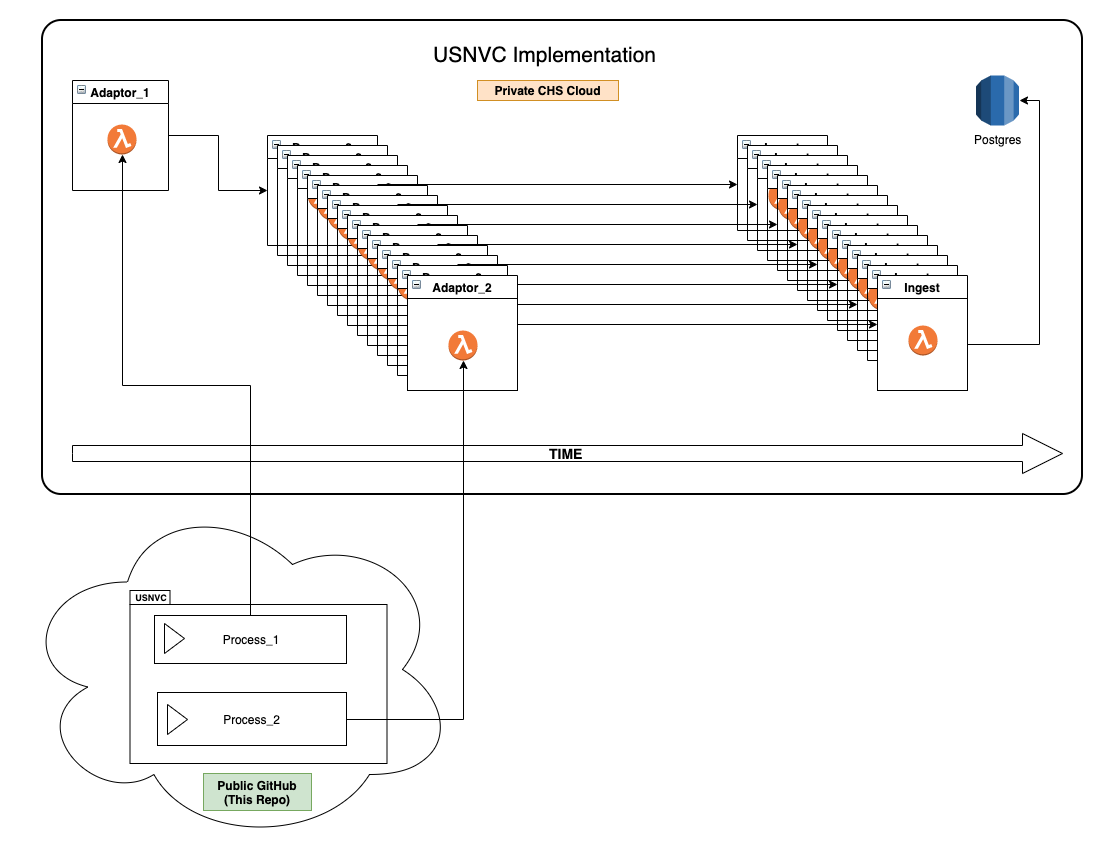 USNVC Implementation
Private CHS Cloud
Adaptor_1
Postgres
Adaptor_2
Ingest
TIME
USNVC
Process_1
Process_2
Public GitHub
(This Repo)